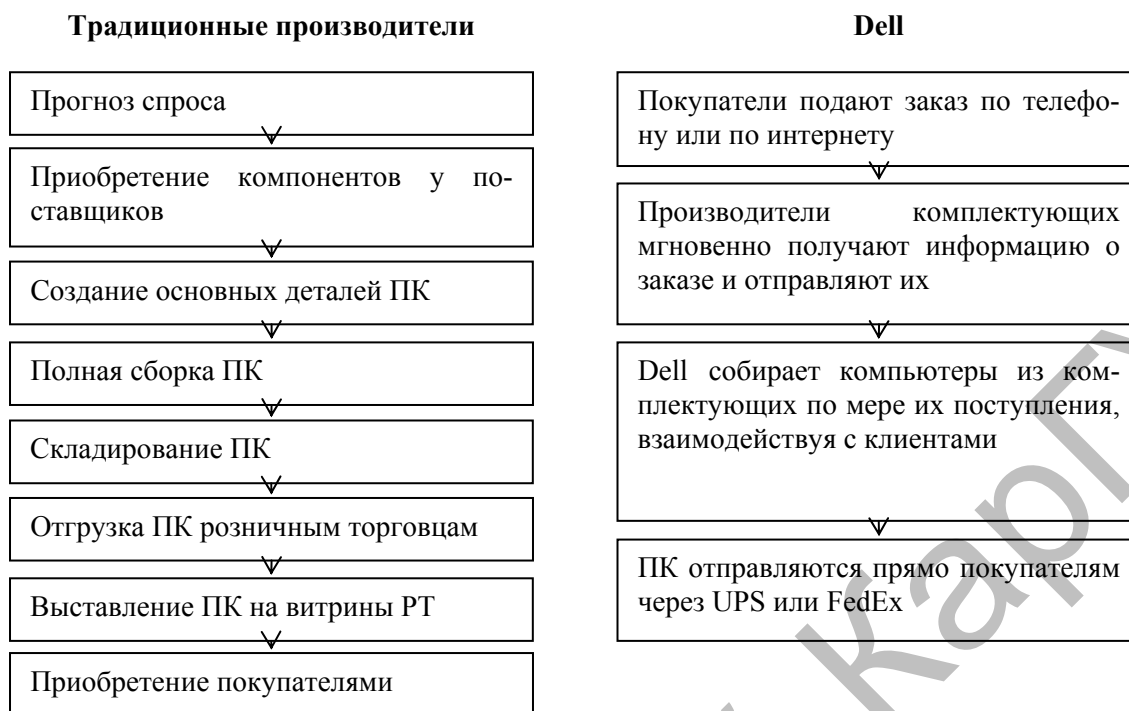 Традиционные производители
Прогноз спроса
Приобретение компонентов у по-
ставщиков
Создание основных деталей ПК
Полная сборка ПК
Складирование ПК
Отгрузка ПК розничным торговцам
Выставление ПК на витрины РТ
Приобретение покупателями
Dell
Покупатели подают заказ по телефо-
ну или по интернету
Производители комплектующих
мгновенно получают информацию о
заказе и отправляют их
Dell собирает компьютеры из ком-
плектующих по мере их поступления,
взаимодействуя с клиентами
ПК отправляются прямо покупателям
через UPS или FedEx